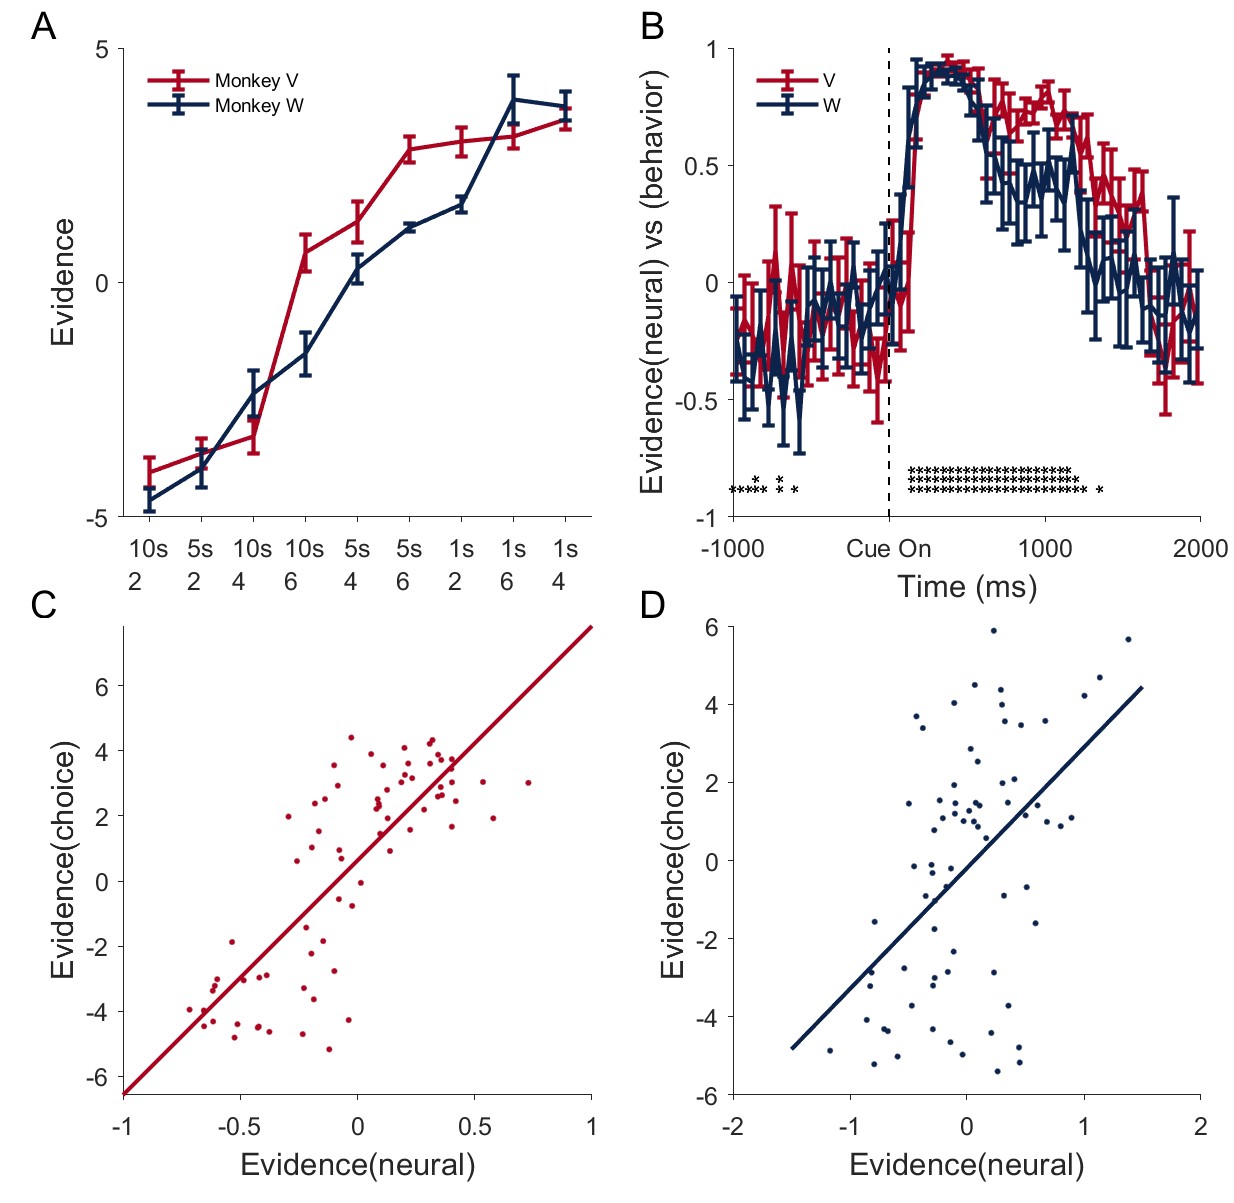 A
5
0
-5
Evidence
Monkey V
Monkey W
10s 5s 10s 10s 5s 5s 1s 1s 1s
2 2 4 6 4 6 2 6 4
B
1
0.5
0
-0.5
-1
Evidence(neural) vs (behavior)
V
W
-1000 Cue On 1000 2000
Time (ms)
C
6
4
2
0
-2
-4
-6
Evidence(choice)
-1 -0.5 0 0.5 1
Evidence(neural)
D
6
4
2
0
-2
-4
-6
Evidence(choice)
-2 -1 0 1 2
Evidence(neural)